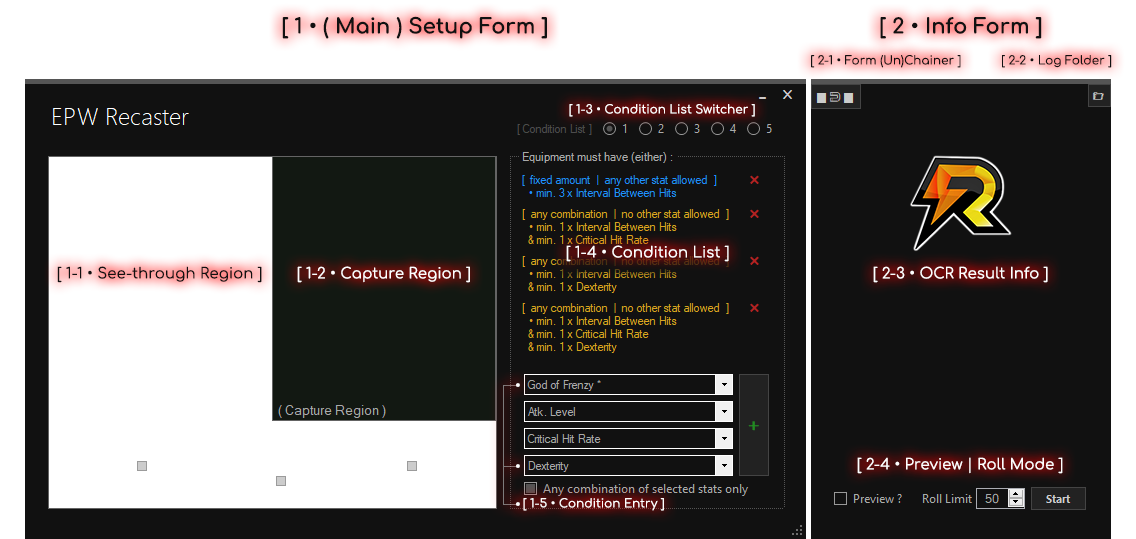 [ 1 • ( Main ) Setup Form ]
[ 2 • Info Form ]
[ 2-1 • Form (Un)Chainer ]
[ 2-2 • Log Folder ]
EPW Recaster
[ 1-3 • Condition List Switcher ]
[ Condition List ] 1 2 3 4 5
Equipment must have (either) :
[ fixed amount | any other stat allowed ]
• min. 3 x Interval Between Hits
[ any combination | no other stat allowed ]
• min. 1 x Interval Between Hits
& min. 1 x Critical Hit Rate
[ 1-4 • Condition List ]
[ any combination | no other stat allowed ]
• min. 1 x Interval Between Hits
& min. 1 x Dexterity
[ any combination | no other stat allowed ]
• min. 1 x Interval Between Hits
& min. 1 x Critical Hit Rate
& min. 1 x Dexterity
[ 1-1 • See-through Region ]
[ 1-2 • Capture Region ]
( Capture Region )
God of Frenzy *
Atk. Level
Critical Hit Rate
Dexterity
+
Any combination of selected stats only
[ 1-5 • Condition Entry ]
[ 2-3 • OCR Result Info ]
[ 2-4 • Preview | Roll Mode ]
Preview ? Roll Limit 50 Start